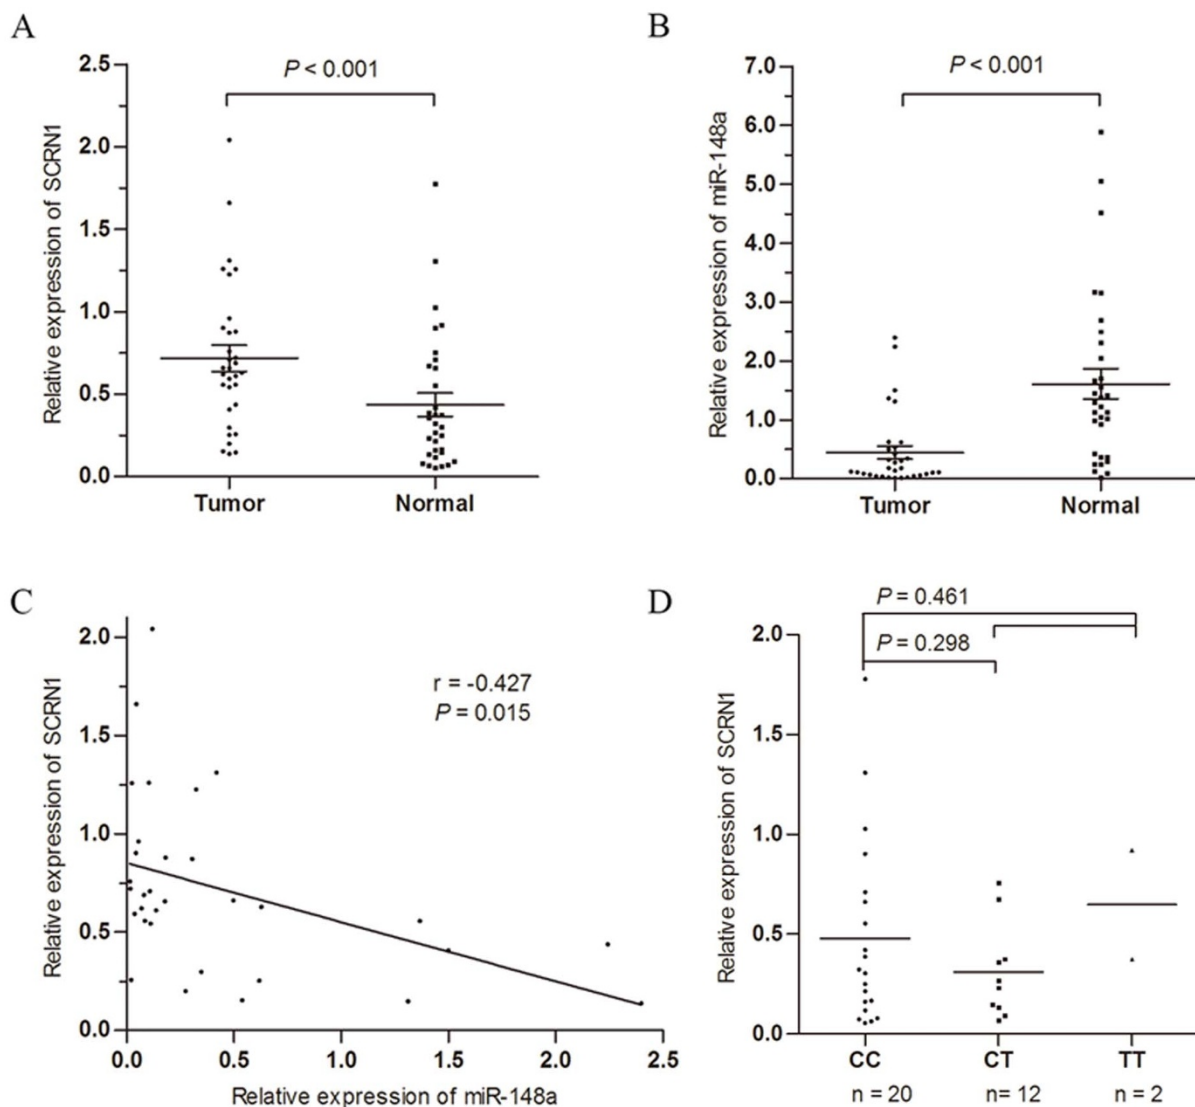 A
Relative expression of SCRN1
2.5
2.0
1.5
1.0
0.5
0.0
P < 0.001
Tumor
Normal
B
Relative expression of miR-148a
7.0
6.0
5.0
4.0
3.0
2.0
1.0
0.0
P < 0.001
Tumor
Normal
C
Relative expression of SCRN1
2.0
1.5
1.0
0.5
0.0
r = -0.427
P = 0.015
0.0
0.5
1.0
1.5
2.0
2.5
Relative expression of miR-148a
D
Relative expression of SCRN1
2.0
1.5
1.0
0.5
0.0
P = 0.461
P = 0.298
CC
CT
TT
n = 20
n= 12
n = 2